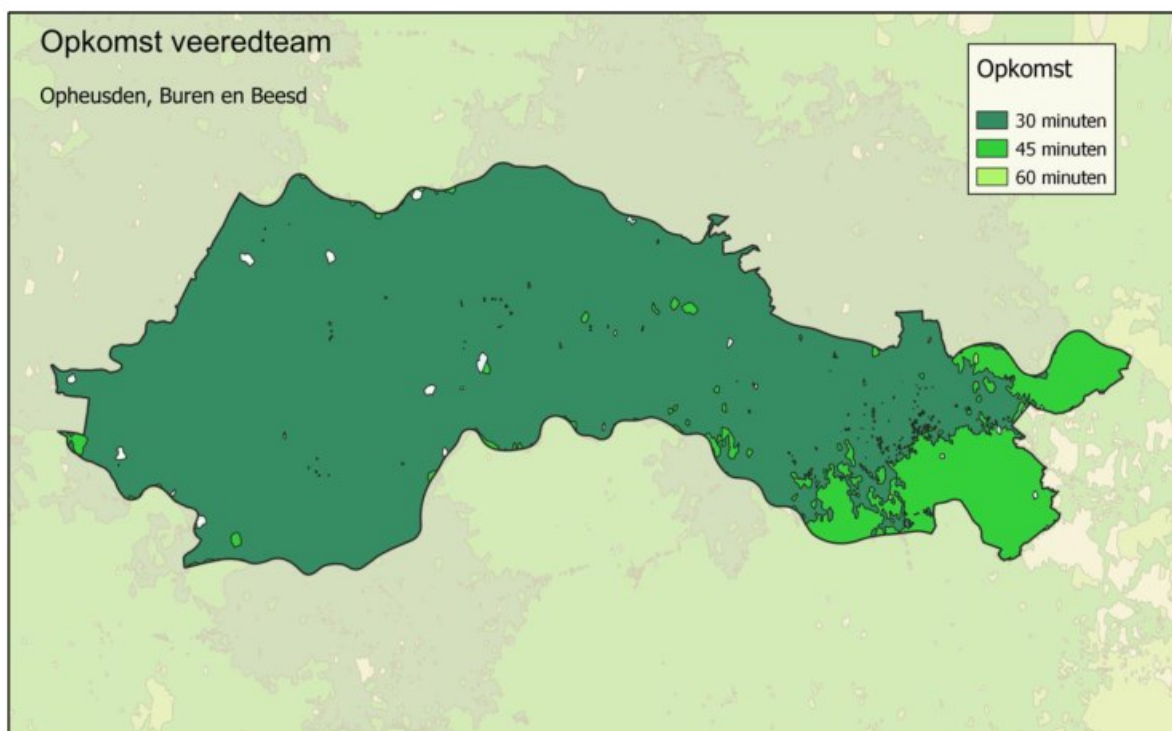 Opkomst veeredteam
Opheusden, Buren en Beesd
Opkomst
30 minuten
45 minuten
60 minuten